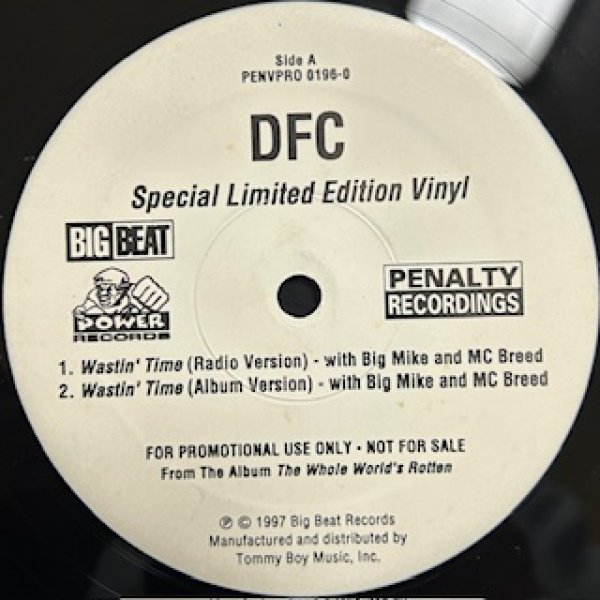 Side A
PENVPRO 0196-0
DFC
Special Limited Edition Vinyl
BIG BEAT
POWER
RECORDS
PENALTY
RECORDINGS
1. Wastin' Time (Radio Version) - with Big Mike and MC Breed
2. Wastin' Time (Album Version) - with Big Mike and MC Breed
FOR PROMOTIONAL USE ONLY • NOT FOR SALE
From The Album The Whole World's Rotten
℗ © 1997 Big Beat Records
Manufactured and distributed by
Tommy Boy Music, Inc.